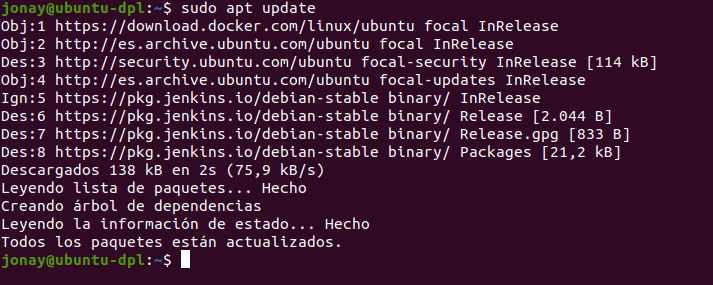 jonay@ubuntu-dpl:~$ sudo apt update
Obj:1 https://download.docker.com/linux/ubuntu focal InRelease
Obj:2 http://es.archive.ubuntu.com/ubuntu focal InRelease
Des:3 http://security.ubuntu.com/ubuntu focal-security InRelease [114 kB]
Obj:4 http://es.archive.ubuntu.com/ubuntu focal-updates InRelease
Ign:5 https://pkg.jenkins.io/debian-stable binary/ InRelease
Des:6 https://pkg.jenkins.io/debian-stable binary/ Release [2.044 B]
Des:7 https://pkg.jenkins.io/debian-stable binary/ Release.gpg [833 B]
Des:8 https://pkg.jenkins.io/debian-stable binary/ Packages [21,2 kB]
Descargados 138 kB en 2s (75,9 kB/s)
Leyendo lista de paquetes... Hecho
Creando árbol de dependencias
Leyendo la información de estado... Hecho
Todos los paquetes están actualizados.
jonay@ubuntu-dpl:~$